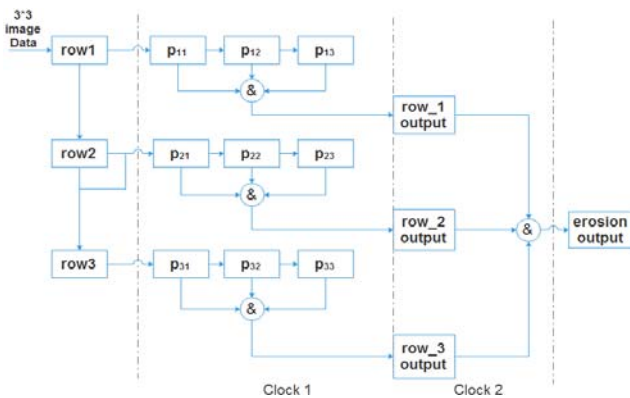 3*3
image
Data
row1
p11
p12
p13
&
row_1
output
row2
p21
p22
p23
&
row_2
output
&
erosion
output
row3
p31
p32
p33
&
row_3
output
Clock 1
Clock 2